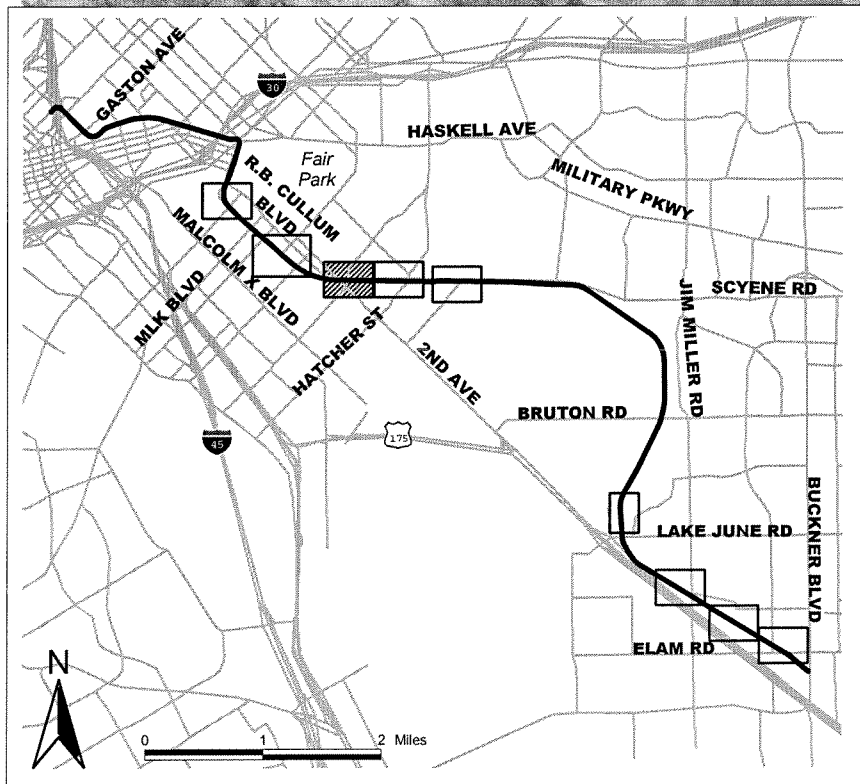 GASTON AVE
30
HASKELL AVE
Fair
Park
MILITARY PKWY
R.B. CULLUM
BLVD
MALCOLM X BLVD
MLK BLVD
JIM MILLER RD
SCYENE RD
HATCHER ST
2ND AVE
BRUTON RD
45
175
BUCKNER BLVD
LAKE JUNE RD
ELAM RD
N
0 1 2 Miles